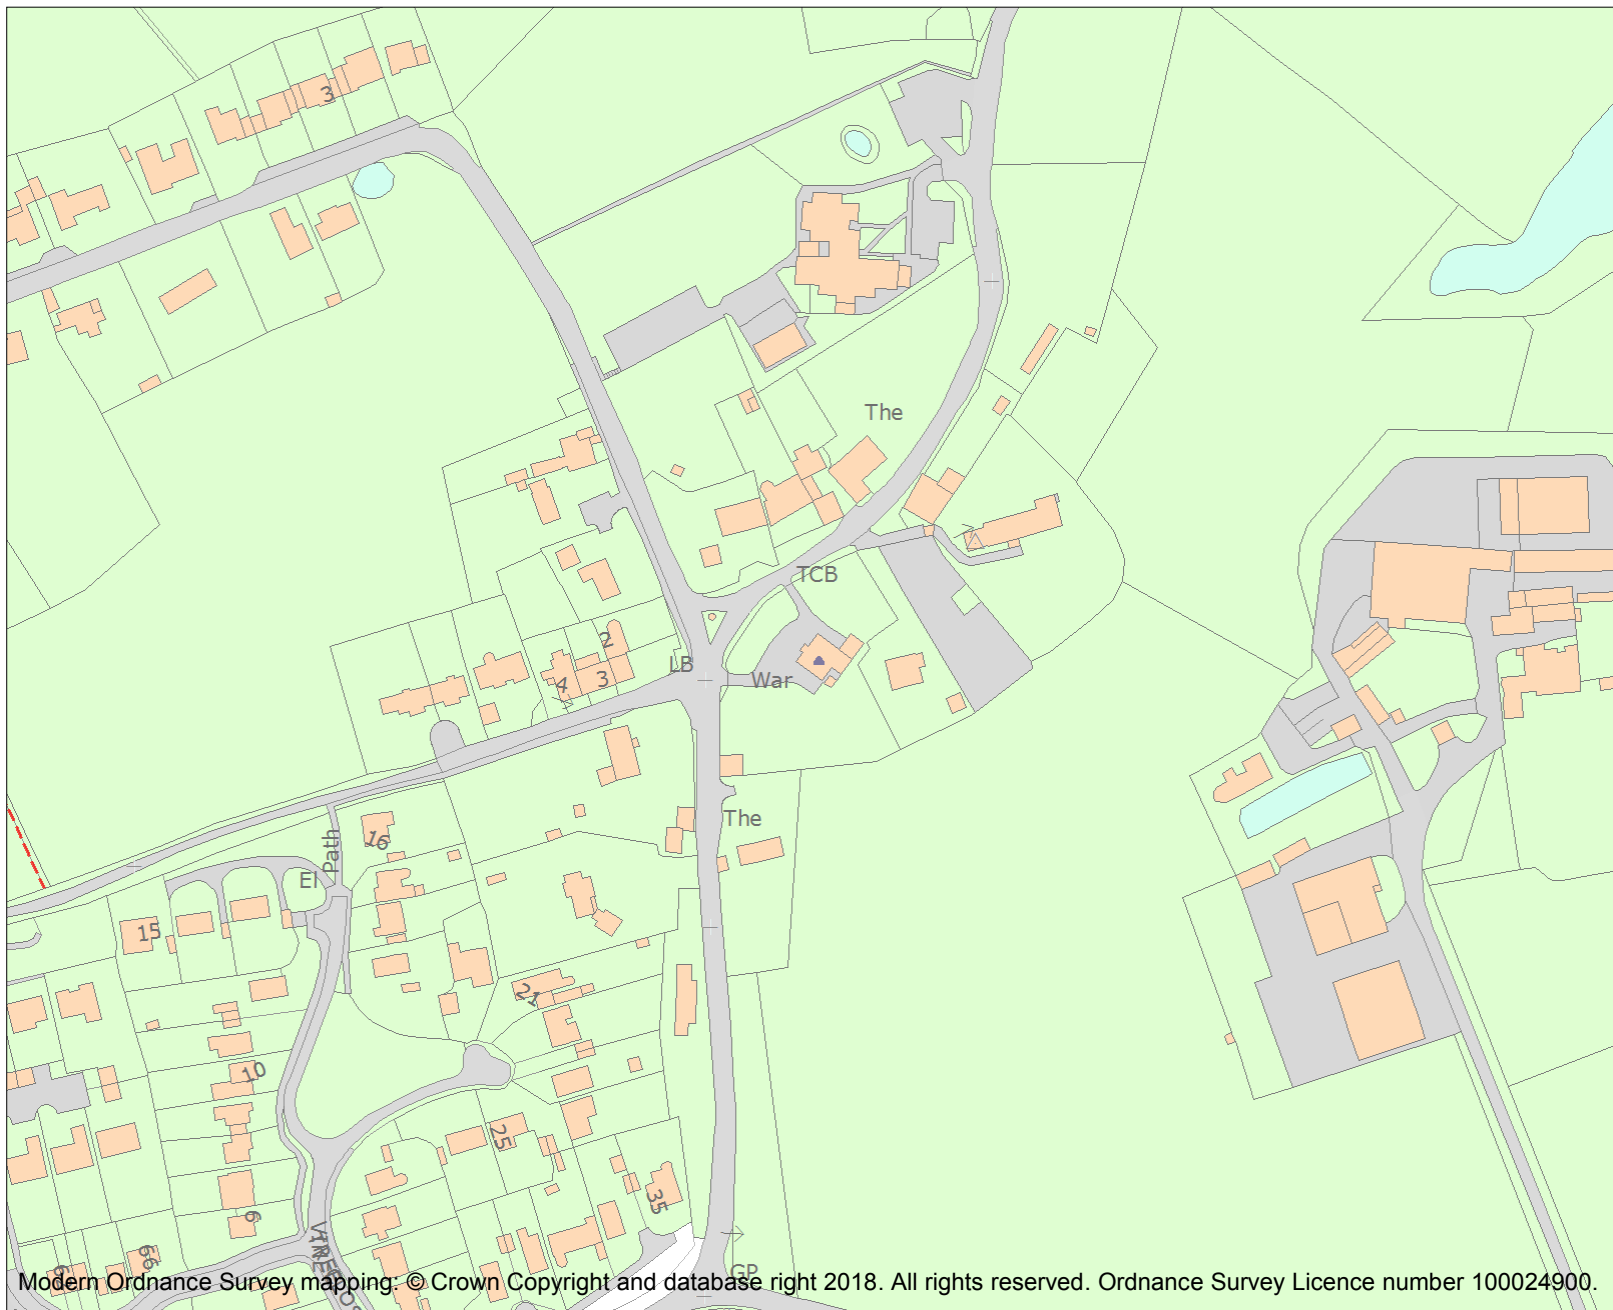 3
The
TCB
2
LB
War
4
3
The
16
Path
El
15
21
10
25
35
6
66
GP
Modern Ordnance Survey mapping: © Crown Copyright and database right 2018. All rights reserved. Ordnance Survey Licence number 100024900.